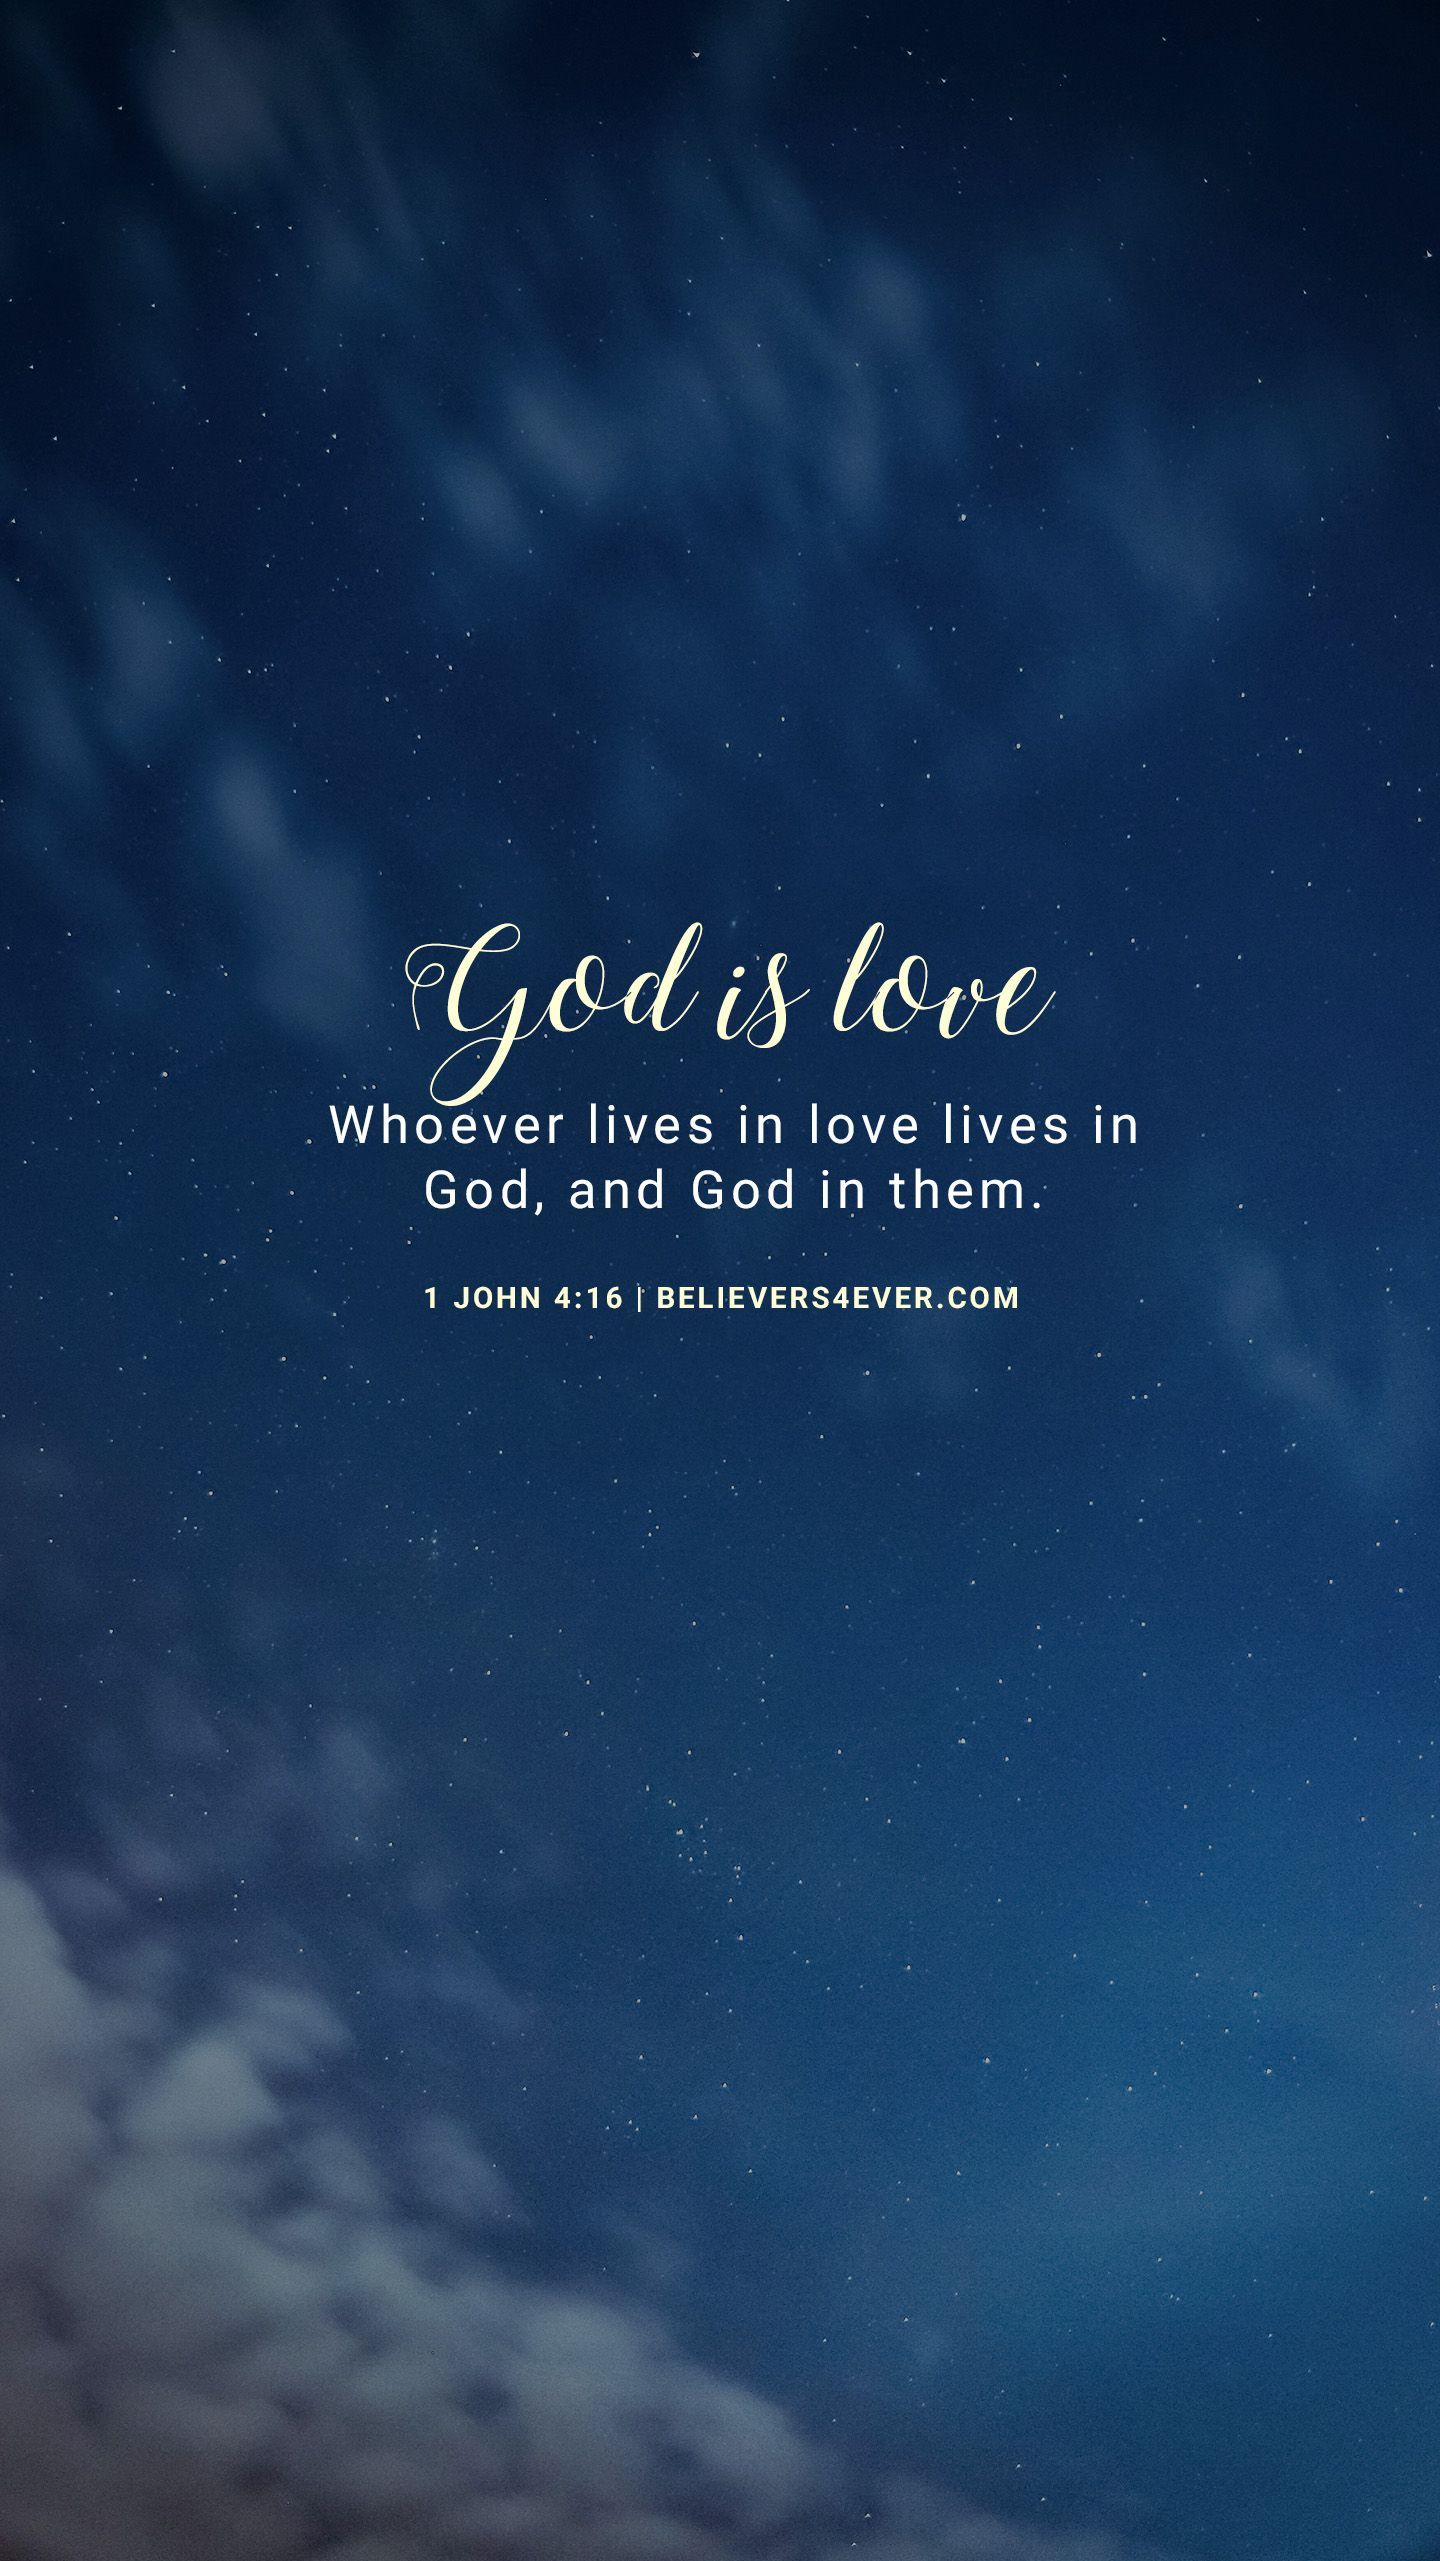 God is love
Whoever lives in love lives in
God, and God in them.
1 JOHN 4:16 | BELIEVERS4EVER.COM